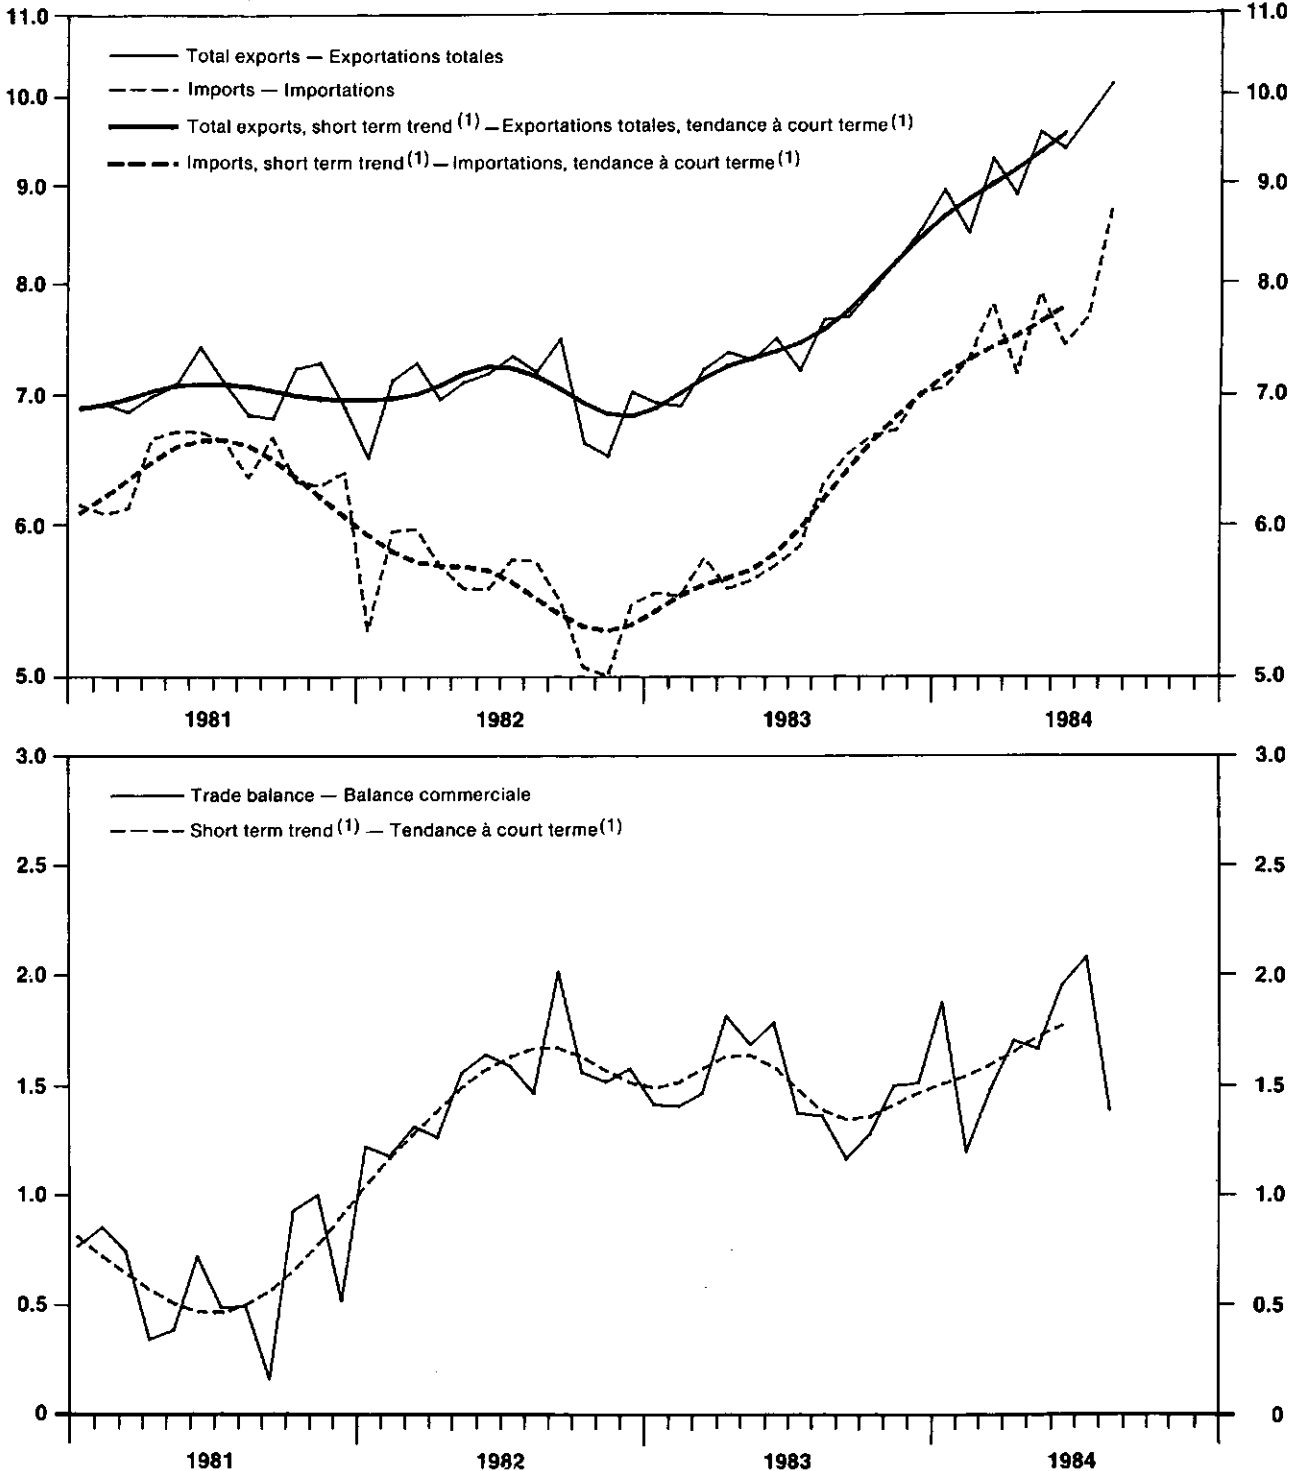 11.0 11.0
Total exports — Exportations totales
Imports — Importations
10.0 10.0
Total exports, short term trend (1) — Exportations totales, tendance à court terme (1)
Imports, short term trend (1) — Importations, tendance à court terme (1)
9.0 9.0
8.0 8.0
7.0 7.0
6.0 6.0
5.0 5.0
1981 1982 1983 1984
3.0 3.0
Trade balance — Balance commerciale
Short term trend (1) — Tendance à court terme (1)
2.5 2.5
2.0 2.0
1.5 1.5
1.0 1.0
0.5 0.5
0 0
1981 1982 1983 1984